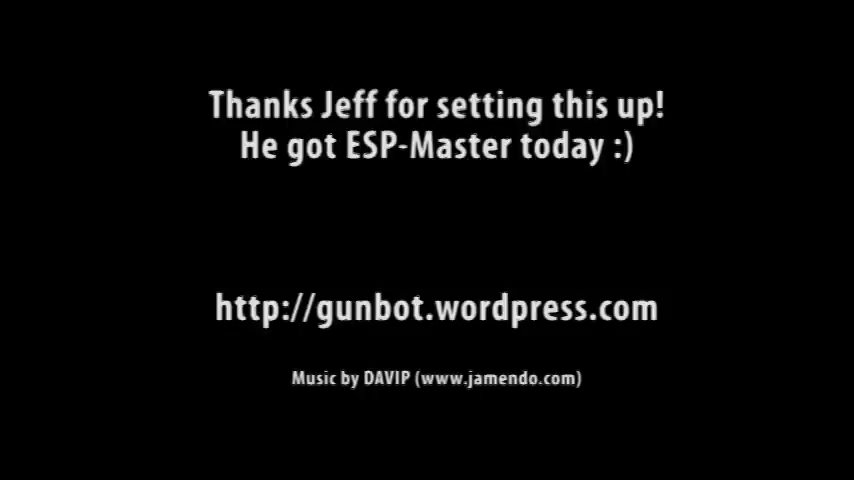 Thanks Jeff for setting this up!
He got ESP-Master today :)
http://gunbot.wordpress.com
Music by DAVIP (www.jamendo.com)